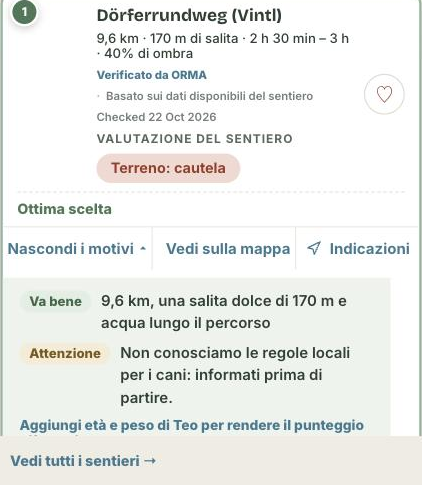 1
Dörferrundweg (Vintl)
9,6 km · 170 m di salita · 2 h 30 min – 3 h
· 40% di ombra
Verificato da ORMA
· Basato sui dati disponibili del sentiero
Checked 22 Oct 2026
VALUTAZIONE DEL SENTIERO
Terreno: cautela
Ottima scelta
Nascondi i motivi
Vedi sulla mappa
Indicazioni
Va bene 9,6 km, una salita dolce di 170 m e
acqua lungo il percorso
Attenzione Non conosciamo le regole locali
per i cani: informati prima di
partire.
Aggiungi età e peso di Teo per rendere il punteggio
Vedi tutti i sentieri →